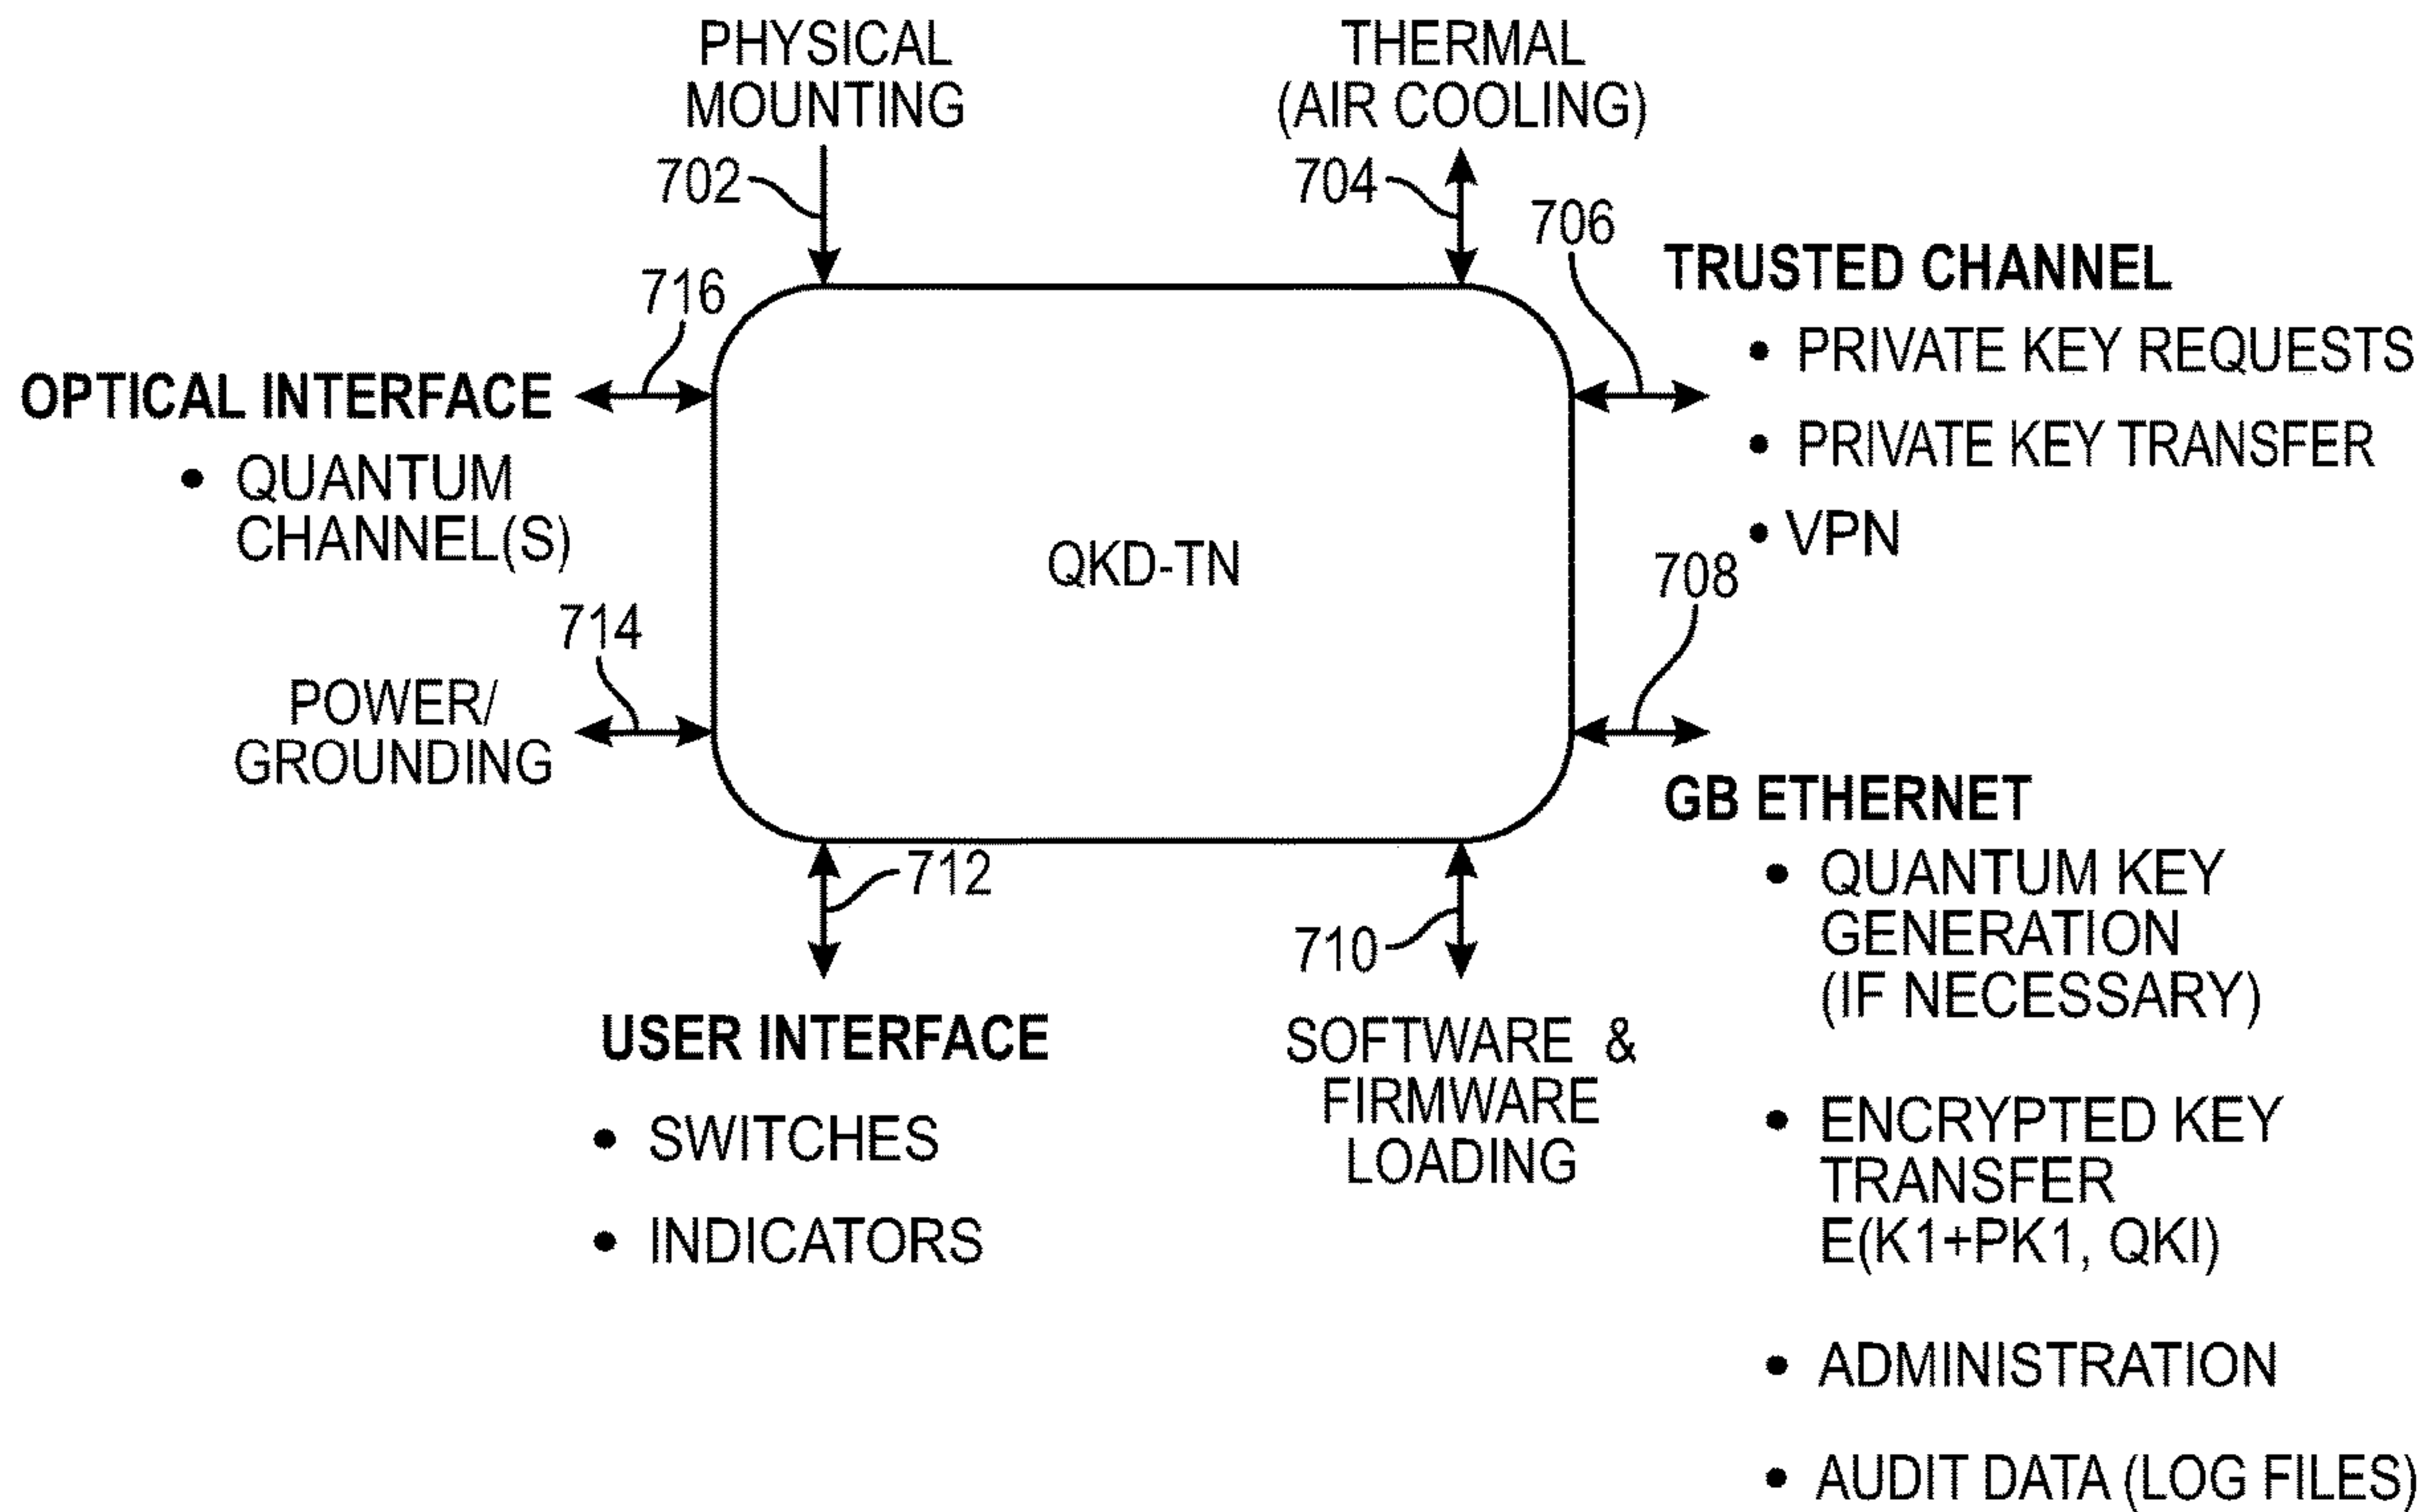 PHYSICAL
MOUNTING
702
THERMAL
(AIR COOLING)
704
706
TRUSTED CHANNEL
• PRIVATE KEY REQUESTS
• PRIVATE KEY TRANSFER
• VPN
716
OPTICAL INTERFACE
• QUANTUM
CHANNEL(S)
QKD-TN
708
714
POWER/
GROUNDING
GB ETHERNET
• QUANTUM KEY
GENERATION
(IF NECESSARY)
• ENCRYPTED KEY
TRANSFER
E(K1+PK1, QKI)
• ADMINISTRATION
• AUDIT DATA (LOG FILES)
712
USER INTERFACE
• SWITCHES
• INDICATORS
710
SOFTWARE &
FIRMWARE
LOADING